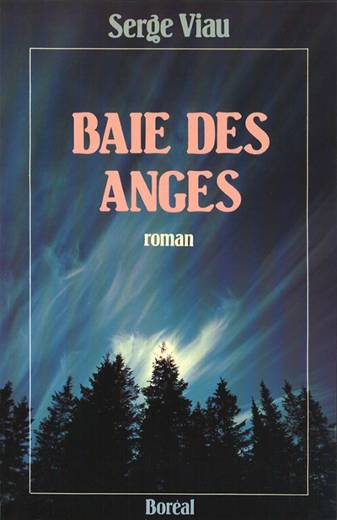 Serge Viau
BAIE DES
ANGES
roman
Boréal